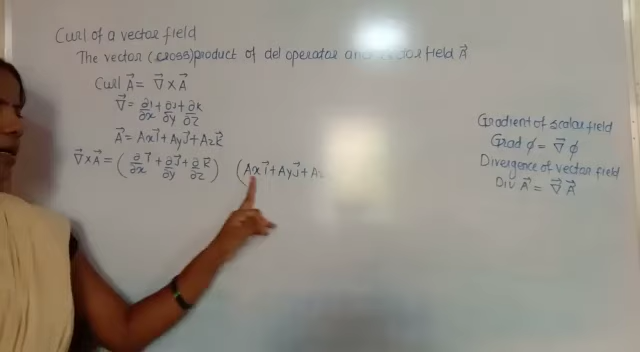 Curl of a vector field
The vector (cross)product of del operator and vector field A⃗
Curl A⃗ = ∇⃗ × A⃗
∇⃗ = ∂/∂x i⃗ + ∂/∂y j⃗ + ∂/∂z k⃗
A⃗ = Ax i⃗ + Ay j⃗ + Az k⃗
∇⃗ × A⃗ = (∂/∂x i⃗ + ∂/∂y j⃗ + ∂/∂z k⃗) (Ax i⃗ + Ay j⃗ + Az
Gradient of scalar field
Grad ϕ = ∇⃗ ϕ
Divergence of vector field
Div A⃗ = ∇⃗ A⃗